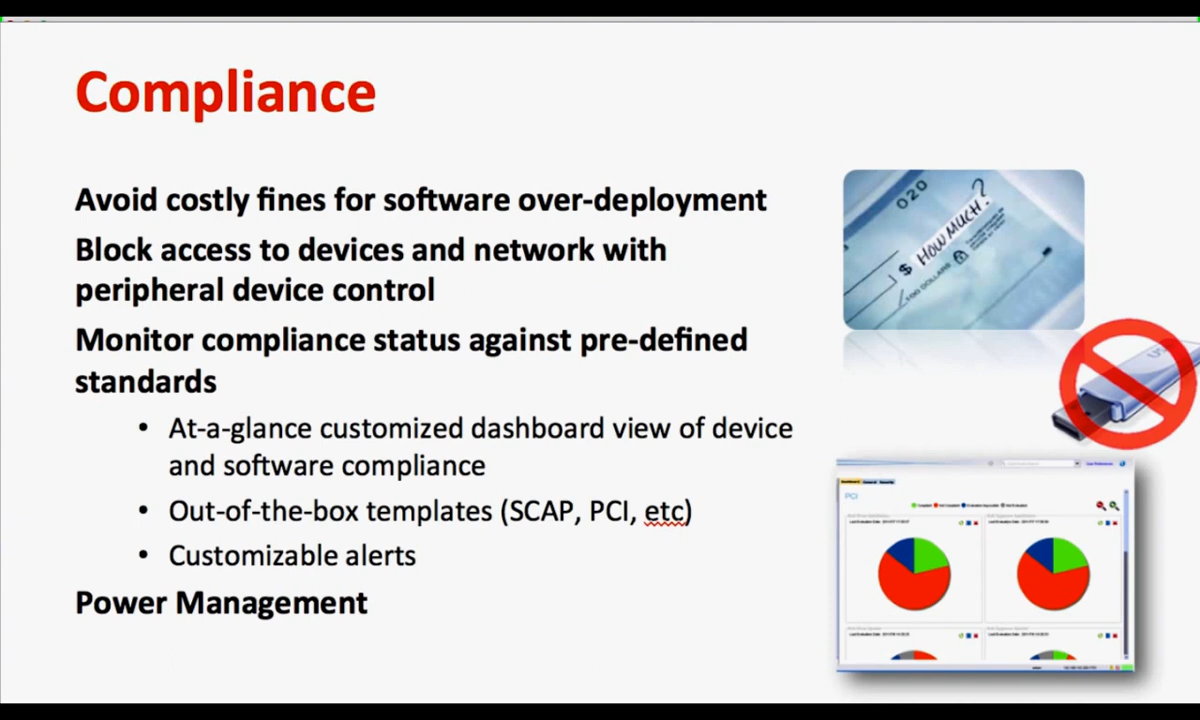 Compliance
Avoid costly fines for software over-deployment
Block access to devices and network with
peripheral device control
Monitor compliance status against pre-defined
standards
• At-a-glance customized dashboard view of device
and software compliance
• Out-of-the-box templates (SCAP, PCI, etc)
• Customizable alerts
Power Management
020
$ HOW MUCH?
100 DOLLARS
PCI